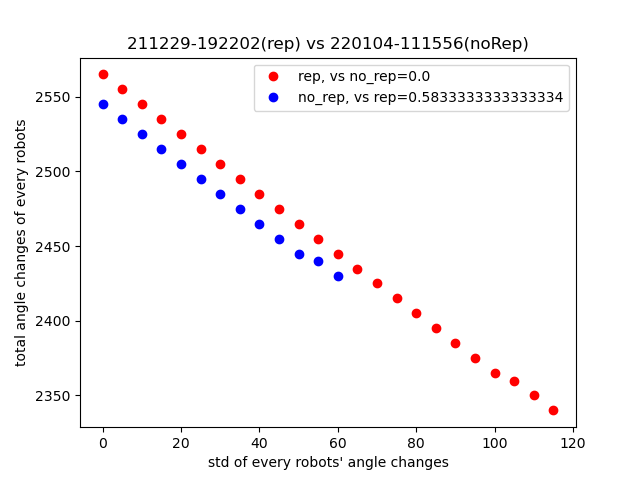 211229-192202(rep) vs 220104-111556(noRep)
rep, vs no_rep=0.0
no_rep, vs rep=0.5833333333333334
total angle changes of every robots
2550
2500
2450
2400
2350
0 20 40 60 80 100 120
std of every robots' angle changes